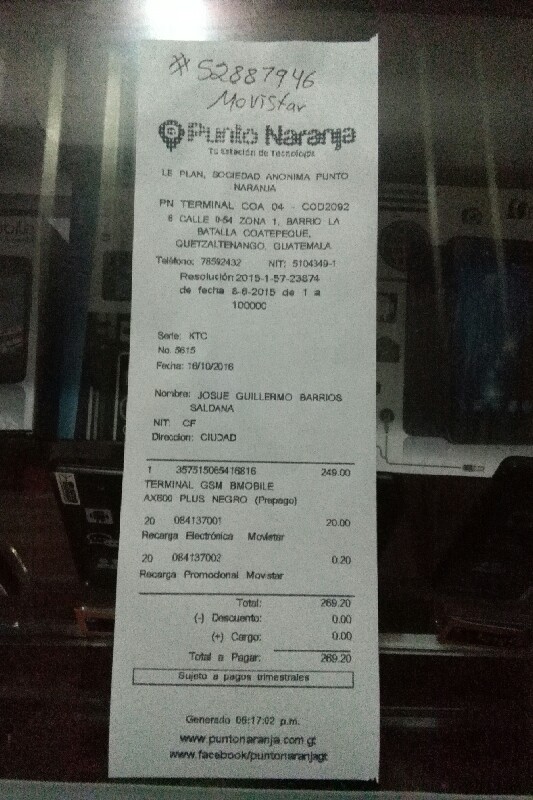 # 52887946
Movistar
Punto Naranja
Tu Estación de Tecnología
LE PLAN, SOCIEDAD ANONIMA PUNTO
NARANJA
PN TERMINAL COA 04 - COD2092
6 CALLE 0-54 ZONA 1, BARRIO LA
BATALLA COATEPEQUE,
QUETZALTENANGO, GUATEMALA
Teléfono: 78592432 NIT: 5104349-1
Resolución 2015-1-57-23874
de fecha 8-6-2015 de 1 a
100000
Serie: KTC
No. 5615
Fecha: 16/10/2016
Nombre: JOSUE GUILLERMO BARRIOS
SALDANA
NIT: CF
Direccion: CIUDAD
1 357515065416816 249.00
TERMINAL GSM BMOBILE
AX600 PLUS NEGRO (Prepago)
20 084137001 20.00
Recarga Electrónica Movistar
20 084137002 0.20
Recarga Promocional Movistar
Total: 269.20
(-) Descuento: 0.00
(+) Cargo: 0.00
Total a Pagar: 269.20
Sujeto a pagos trimestrales
Generado 05:17:02 p.m.
www.puntonaranja.com.gt
www.facebook/puntonaranjagt